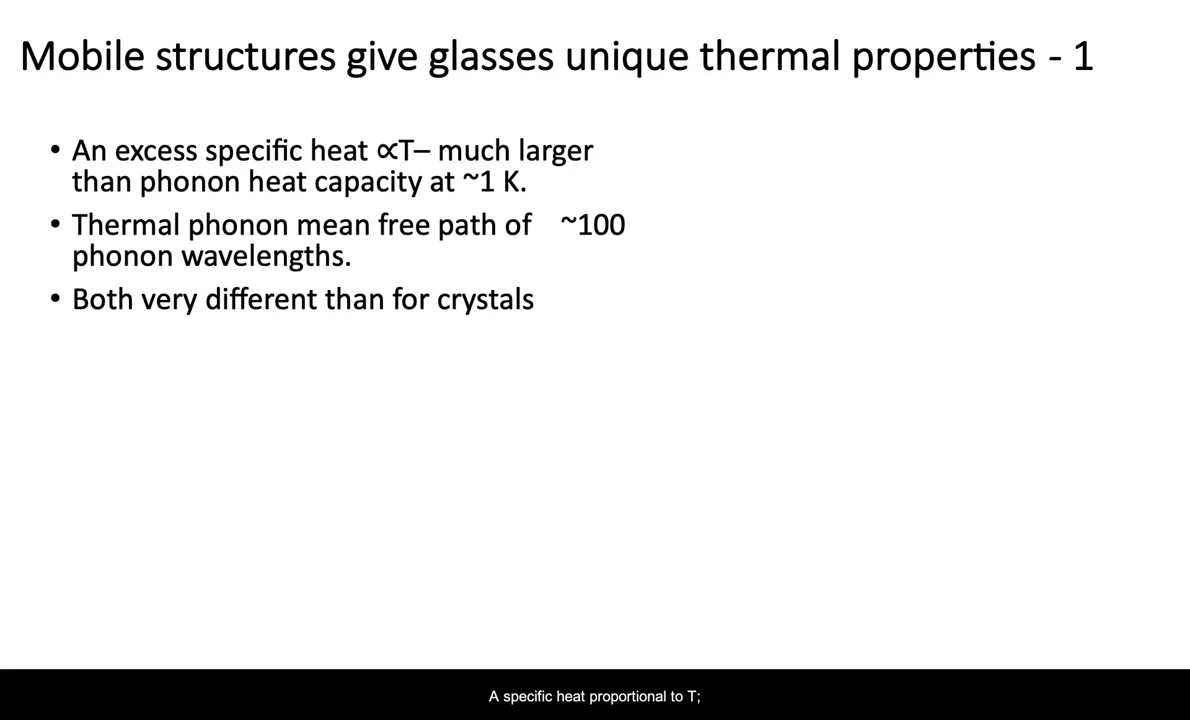 Mobile structures give glasses unique thermal properties - 1
• An excess specific heat ∝T– much larger
than phonon heat capacity at ~1 K.
• Thermal phonon mean free path of ~100
phonon wavelengths.
• Both very different than for crystals
A specific heat proportional to T;